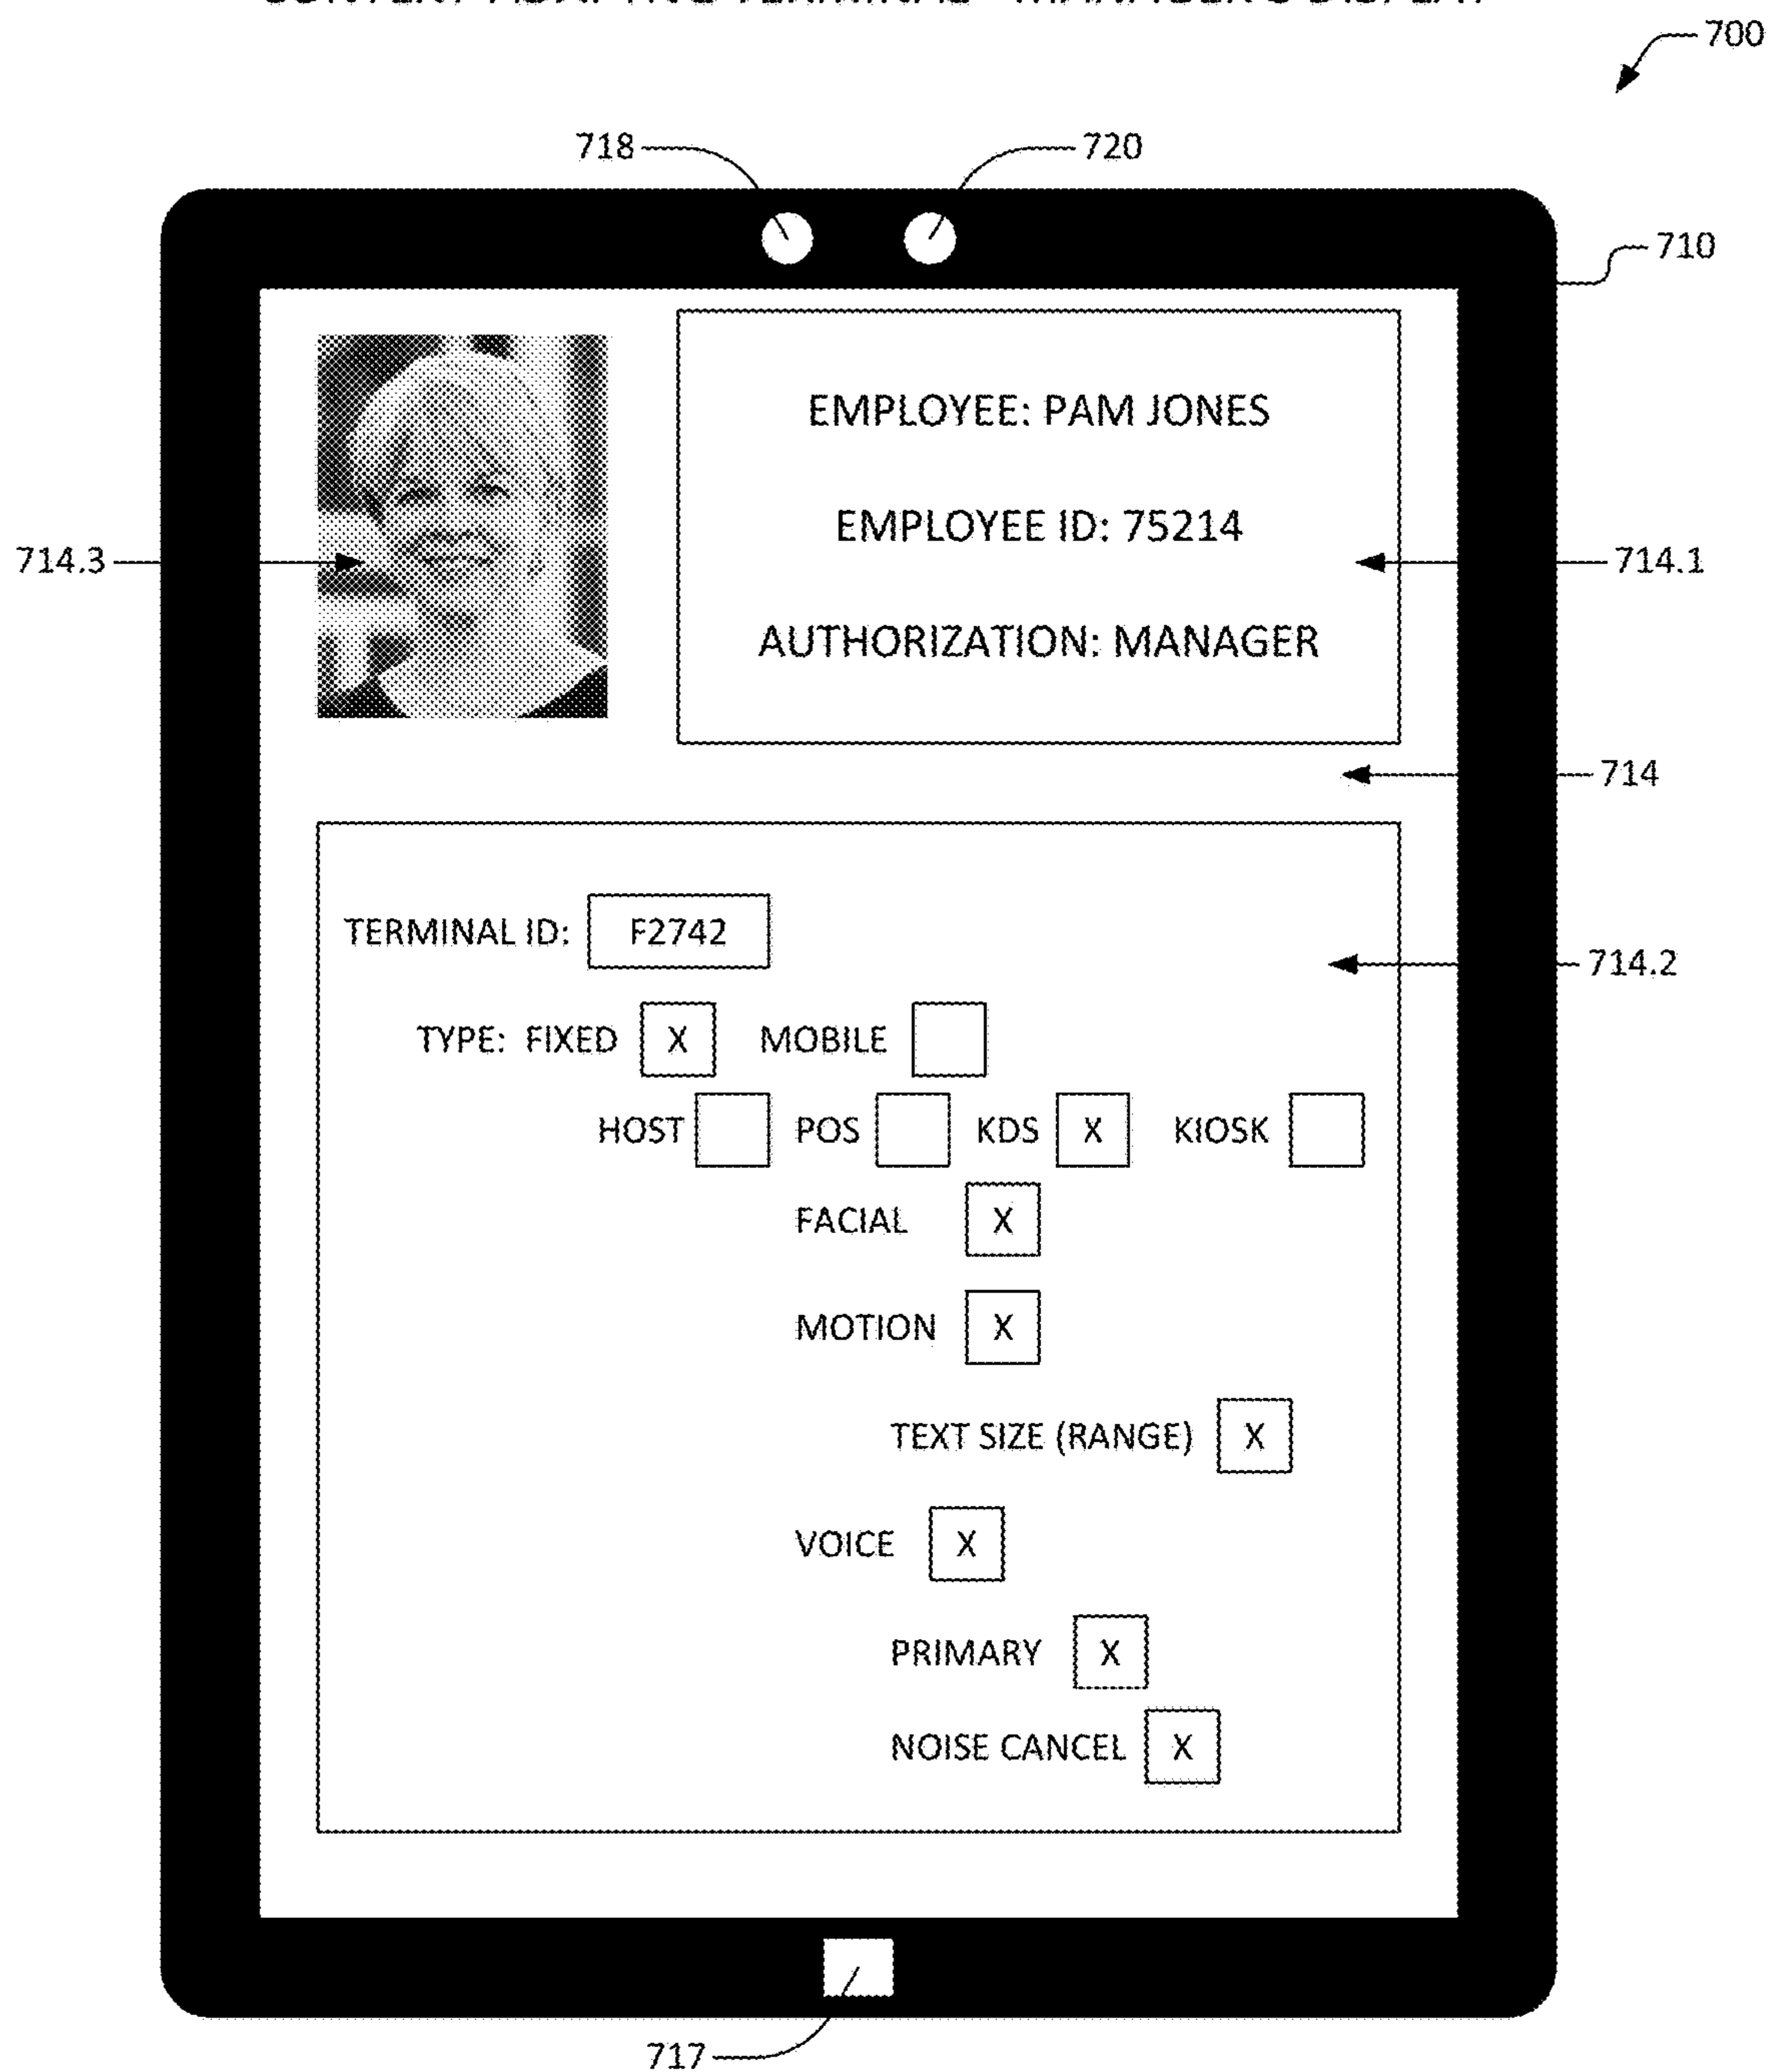 700
718
720
710
EMPLOYEE: PAM JONES
EMPLOYEE ID: 75214
714.3
714.1
AUTHORIZATION: MANAGER
714
TERMINAL ID: F2742
714.2
TYPE: FIXED X MOBILE
HOST POS KDS X KIOSK
FACIAL X
MOTION X
TEXT SIZE (RANGE) X
VOICE X
PRIMARY X
NOISE CANCEL X
717